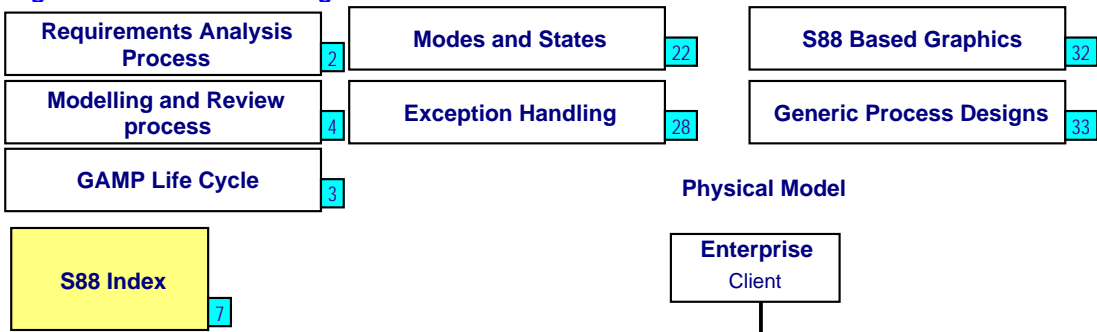 Requirements Analysis
Process
2
Modes and States
22
S88 Based Graphics
32
Modelling and Review
process
4
Exception Handling
28
Generic Process Designs
33
GAMP Life Cycle
3
Physical Model
S88 Index
7
Enterprise
Client